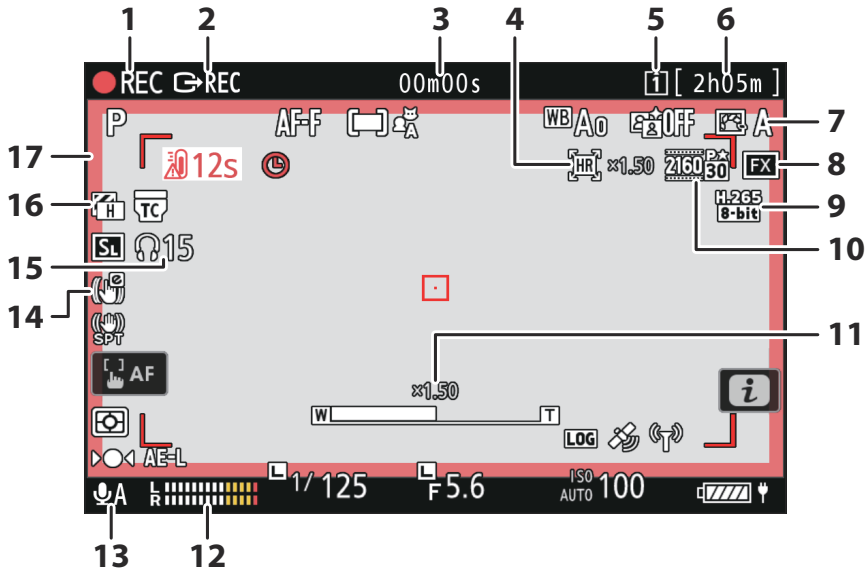 1 2 3 4 5 6
REC REC 00m00s 1 [ 2h05m ]
P AF-F WB A0 OFF A 7
17 12s HR ×1.50 2160 P★ 30 FX 8
16 H TC H.265 8-bit 9
SL 15 10
15
14 e
SPT 11
AF ×1.50 i
W T
LOG
AE-L
A L R L 1/125 L F5.6 ISO AUTO 100
13 12